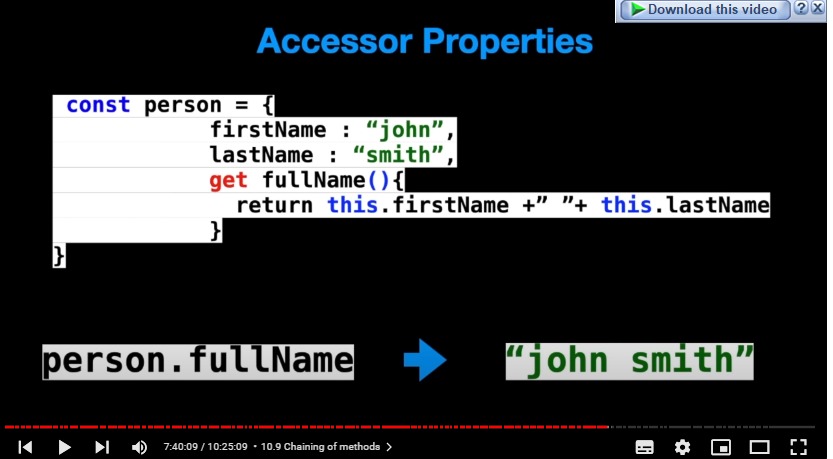 Download this video
Accessor Properties
const person = {
firstName : “john”,
lastName : “smith”,
get fullName(){
return this.firstName +” ”+ this.lastName
}
}
person.fullName
“john smith”
7:40:09 / 10:25:09 • 10.9 Chaining of methods